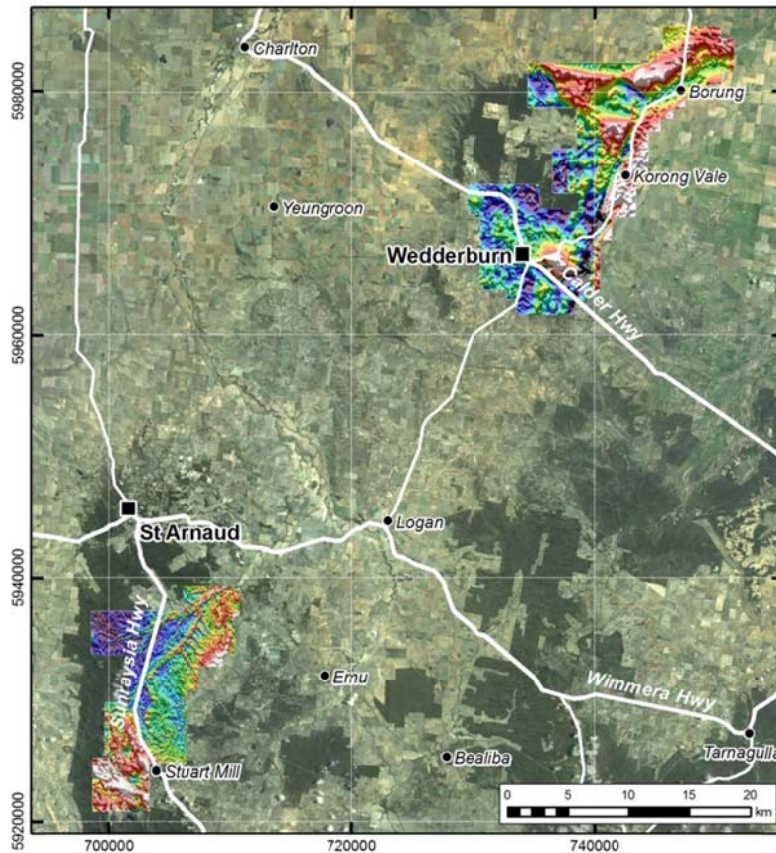 Charlton
5980000
Borung
Korong Vale
Yeungroon
Wedderburn
Calder Hwy
5960000
St Arnaud
Logan
5940000
Sunraysia Hwy
Emu
Wimmera Hwy
Tarnagulla
Bealiba
Stuart Mill
0 5 10 15 20
km
5920000
700000 720000 740000